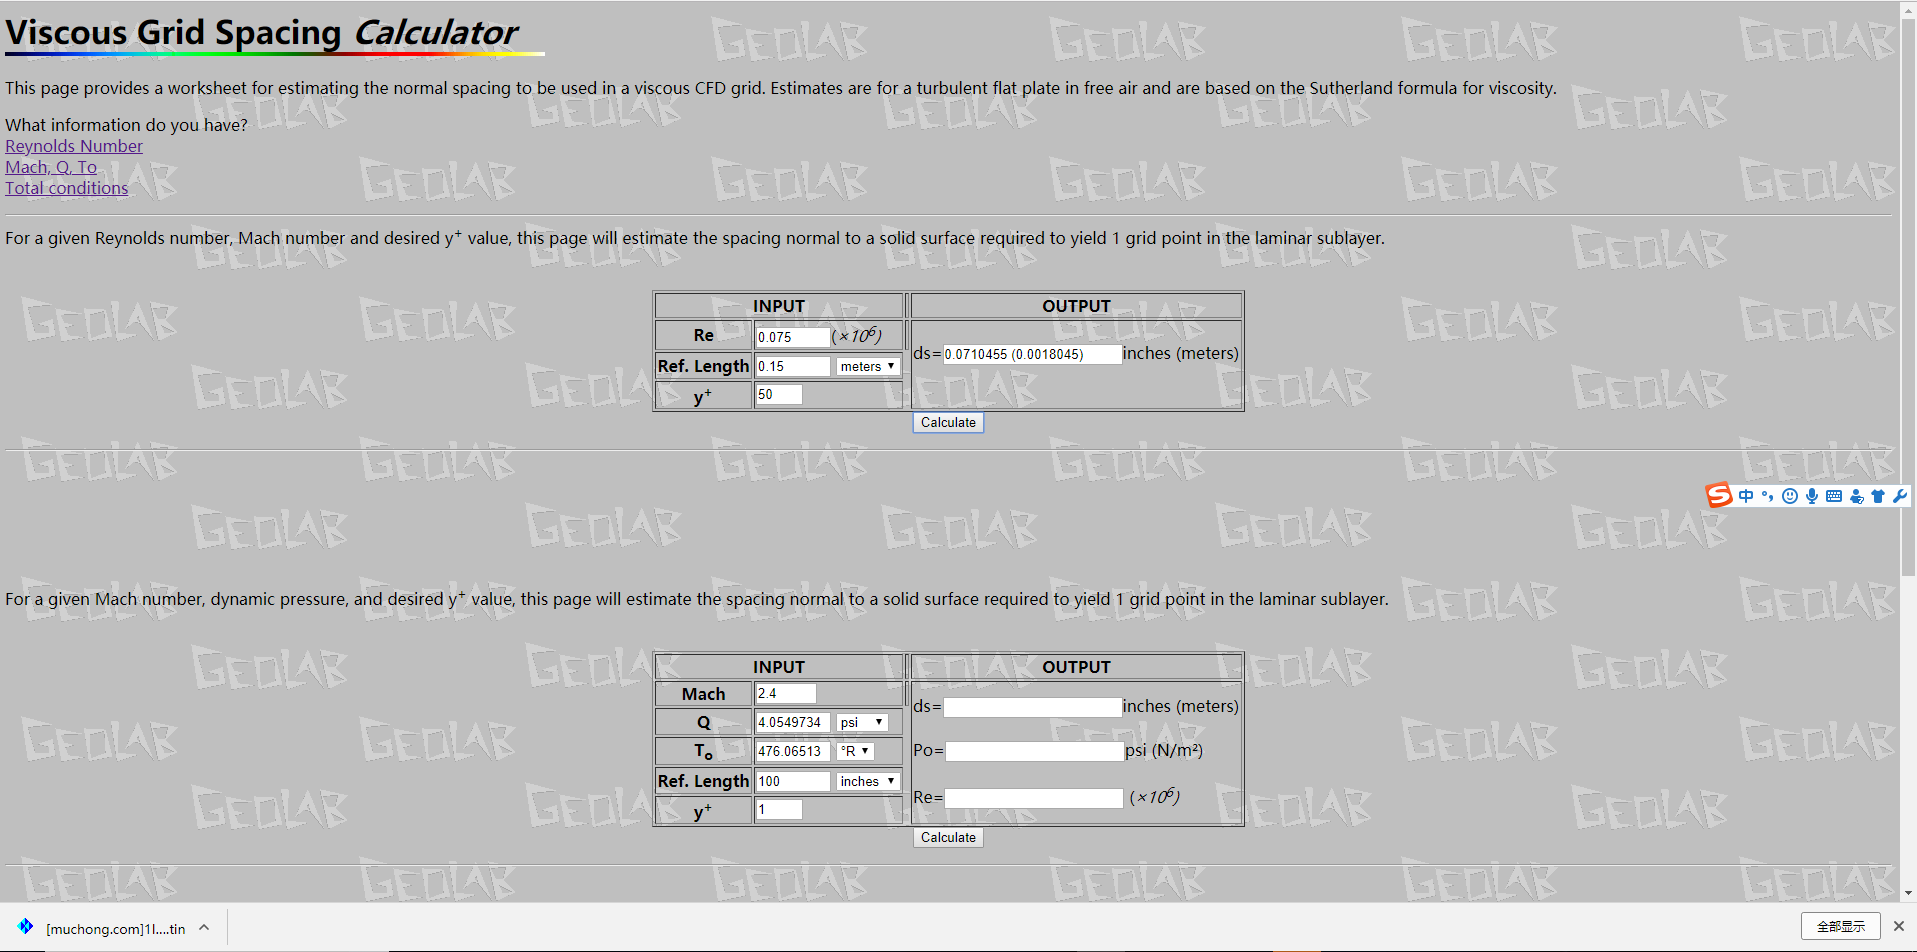 Viscous Grid Spacing Calculator
This page provides a worksheet for estimating the normal spacing to be used in a viscous CFD grid. Estimates are for a turbulent flat plate in free air and are based on the Sutherland formula for viscosity.
What information do you have?
Reynolds Number
Mach, Q, To
Total conditions
For a given Reynolds number, Mach number and desired y+ value, this page will estimate the spacing normal to a solid surface required to yield 1 grid point in the laminar sublayer.
INPUT OUTPUT
Re 0.075 (×10^6)
ds= 0.0710455 (0.0018045) inches (meters)
Ref. Length 0.15 meters
y+ 50
Calculate
For a given Mach number, dynamic pressure, and desired y+ value, this page will estimate the spacing normal to a solid surface required to yield 1 grid point in the laminar sublayer.
INPUT OUTPUT
Mach 2.4
ds= inches (meters)
Q 4.0549734 psi
To 476.06513 °R
Po= psi (N/m²)
Ref. Length 100 inches
Re= (×10^6)
y+ 1
Calculate
GEOLAB
中
[muchong.com]1l....tin
全部显示